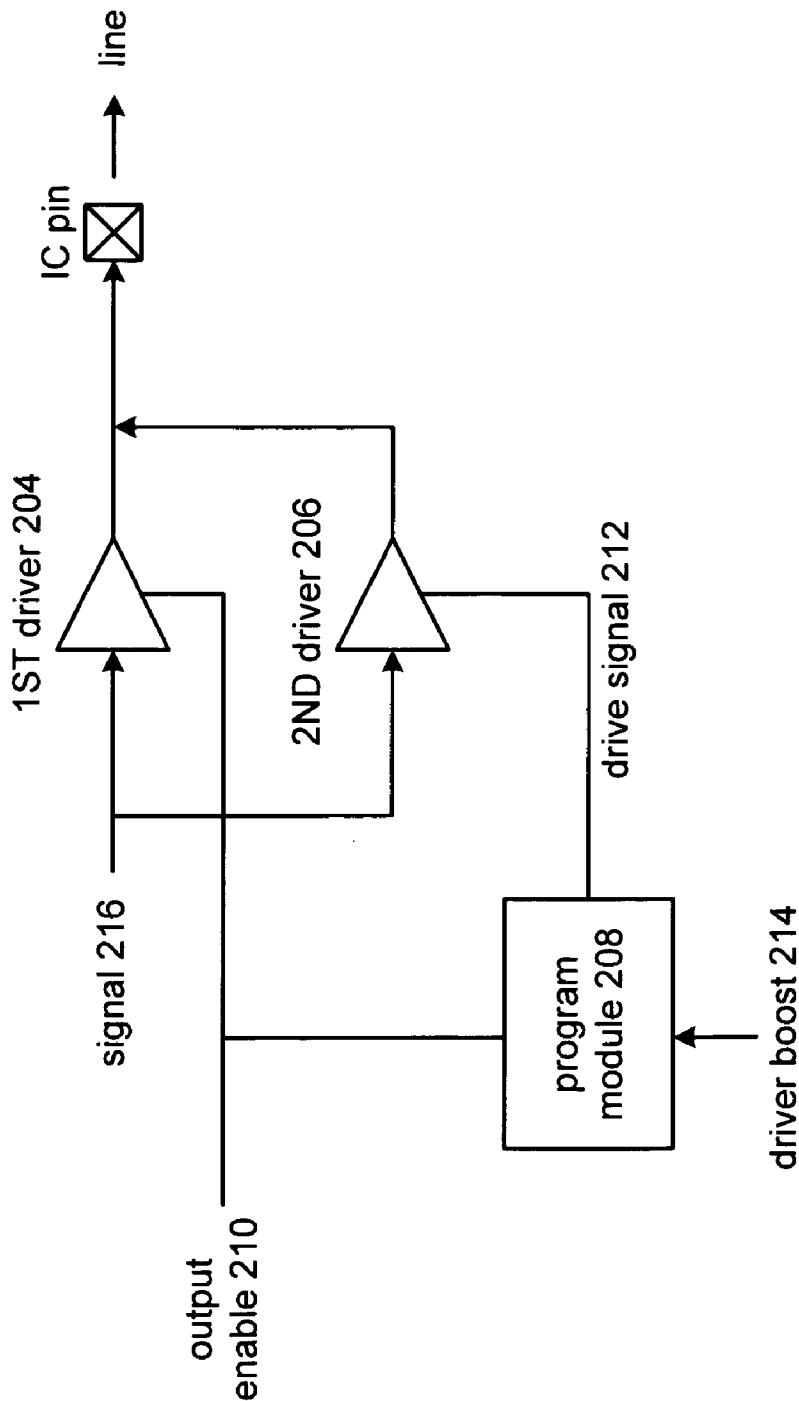 output
enable 210
signal 216
1ST driver 204
IC pin
line
2ND driver 206
program
module 208
drive signal 212
driver boost 214